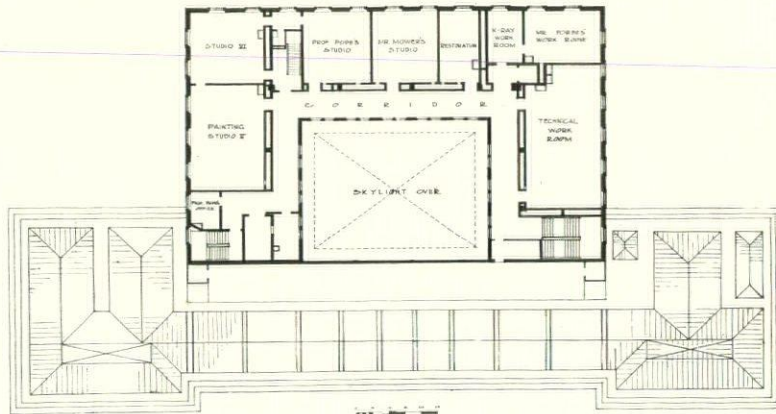 STUDIO VI
PROF. POPE'S
STUDIO
MR. MOWER'S
STUDIO
RESTORATION
X-RAY
WORK
ROOM
MR. FORBES'
WORK ROOM
CORRIDOR
PAINTING
STUDIO V
TECHNICAL
WORK
ROOM
SKYLIGHT OVER
OFFICE